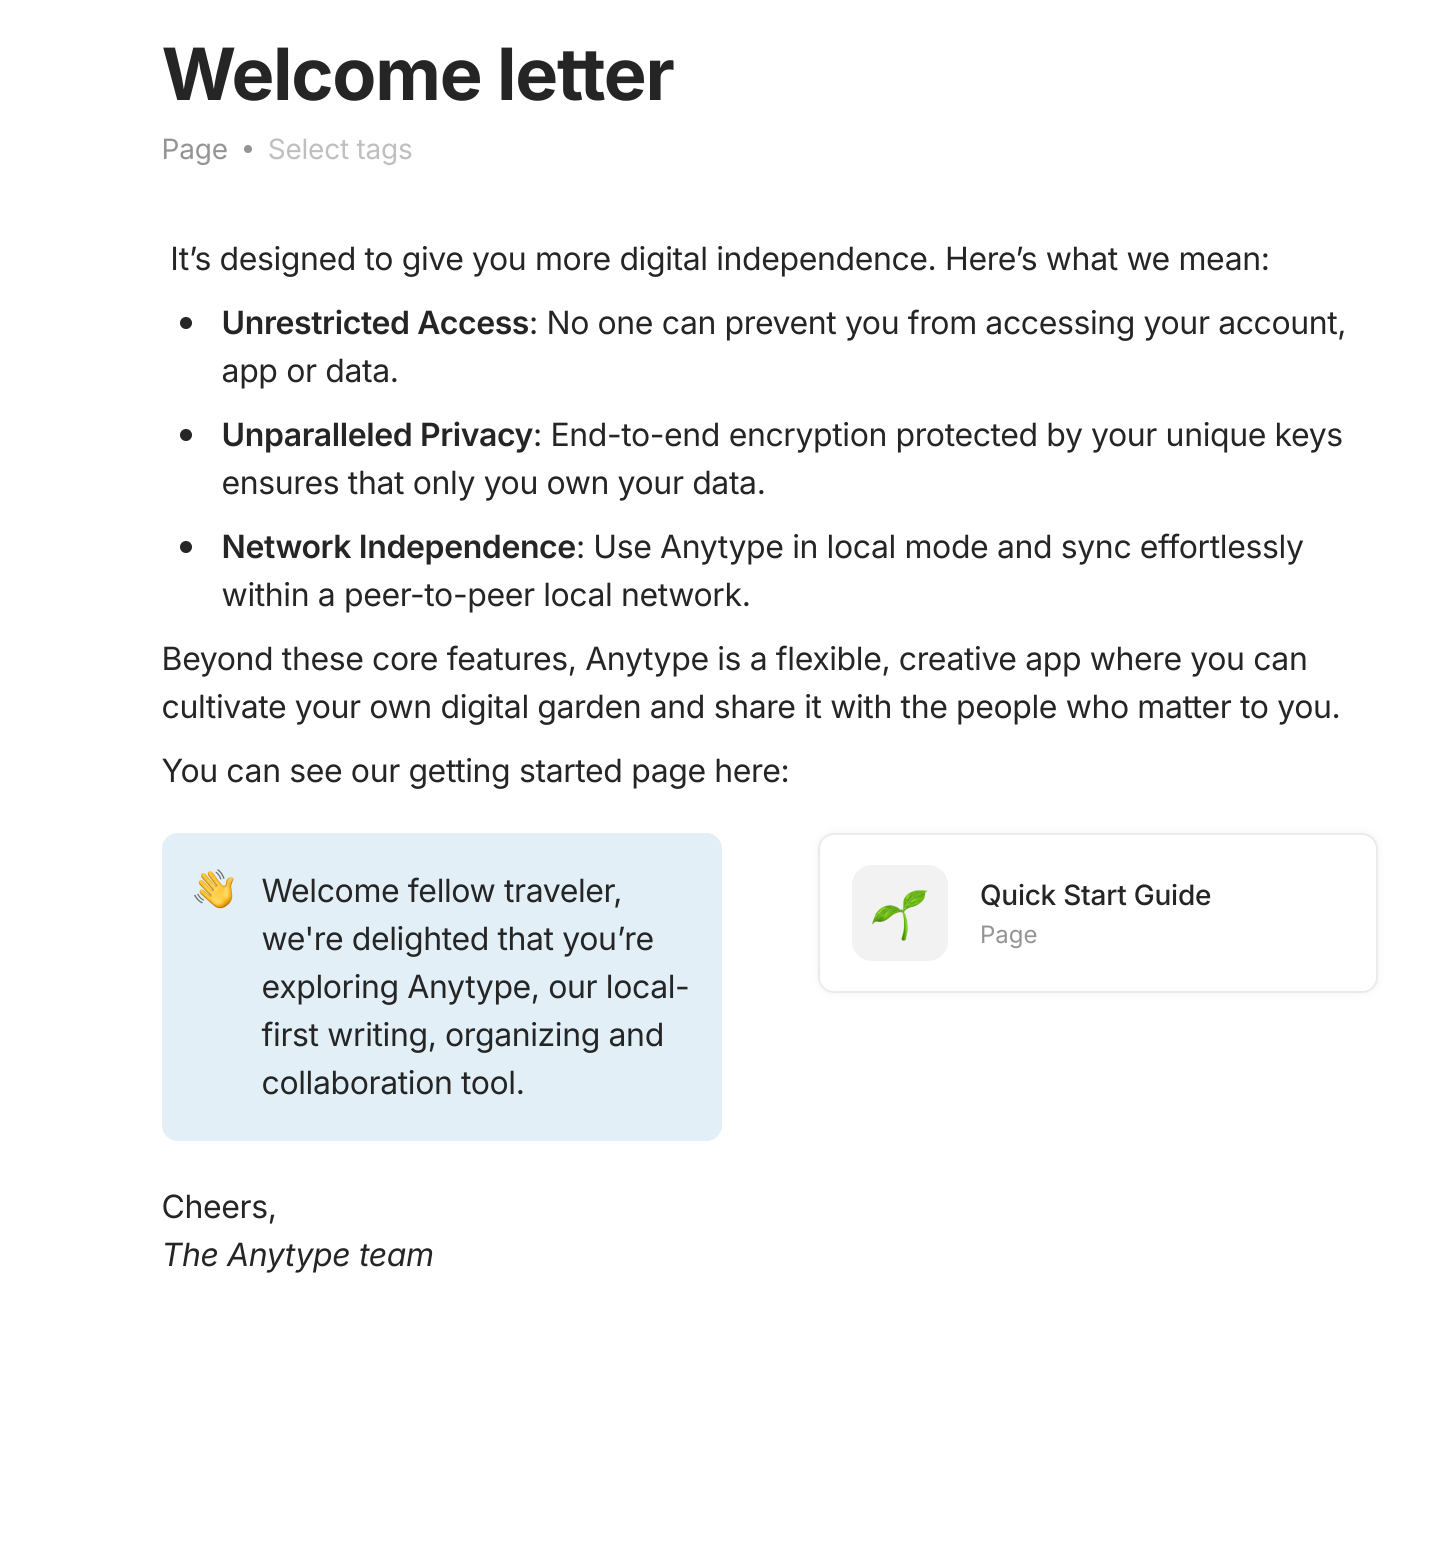 Welcome letter
Page • Select tags
It’s designed to give you more digital independence. Here’s what we mean:
• Unrestricted Access: No one can prevent you from accessing your account,
app or data.
• Unparalleled Privacy: End-to-end encryption protected by your unique keys
ensures that only you own your data.
• Network Independence: Use Anytype in local mode and sync effortlessly
within a peer-to-peer local network.
Beyond these core features, Anytype is a flexible, creative app where you can
cultivate your own digital garden and share it with the people who matter to you.
You can see our getting started page here:
👋 Welcome fellow traveler,
we're delighted that you’re
exploring Anytype, our local-
first writing, organizing and
collaboration tool.
Quick Start Guide
Page
Cheers,
The Anytype team